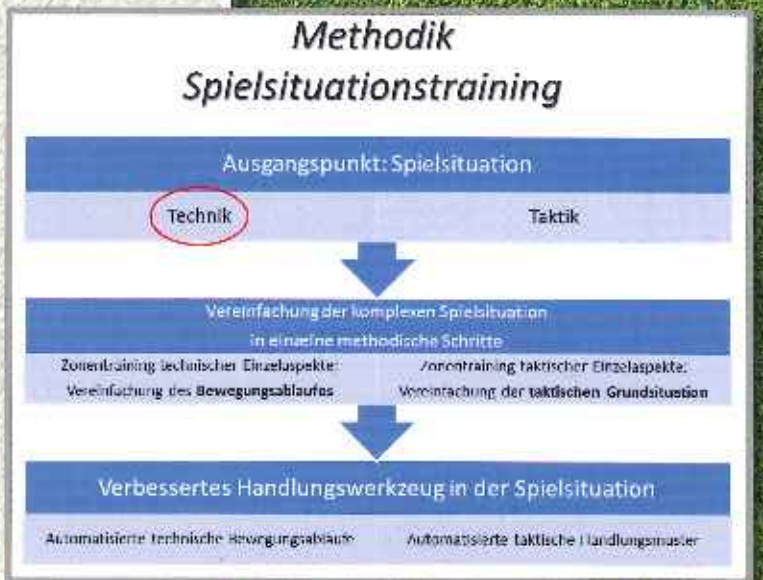 Methodik
Spielsituationstraining
Ausgangspunkt: Spielsituation
Technik
Taktik
Vereinfachung der komplexen Spielsituation
in einzelne methodische Schritte
Zonentraining technischer Einzelaspekte:
Vereinfachung des Bewegungsablaufes
Zonentraining taktischer Einzelaspekte:
Vereinfachung der taktischen Grundsituation
Verbessertes Handlungswerkzeug in der Spielsituation
Automatisierte technische Bewegungsabläufe
Automatisierte taktische Handlungsmuster